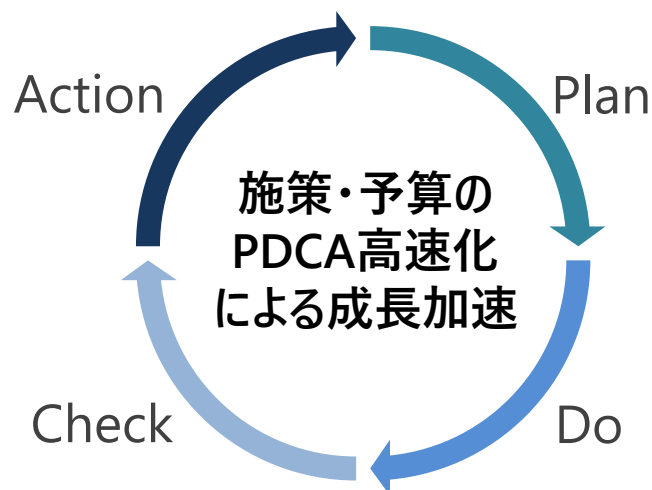 Action
Plan
施策・予算の
PDCA高速化
による成長加速
Check
Do